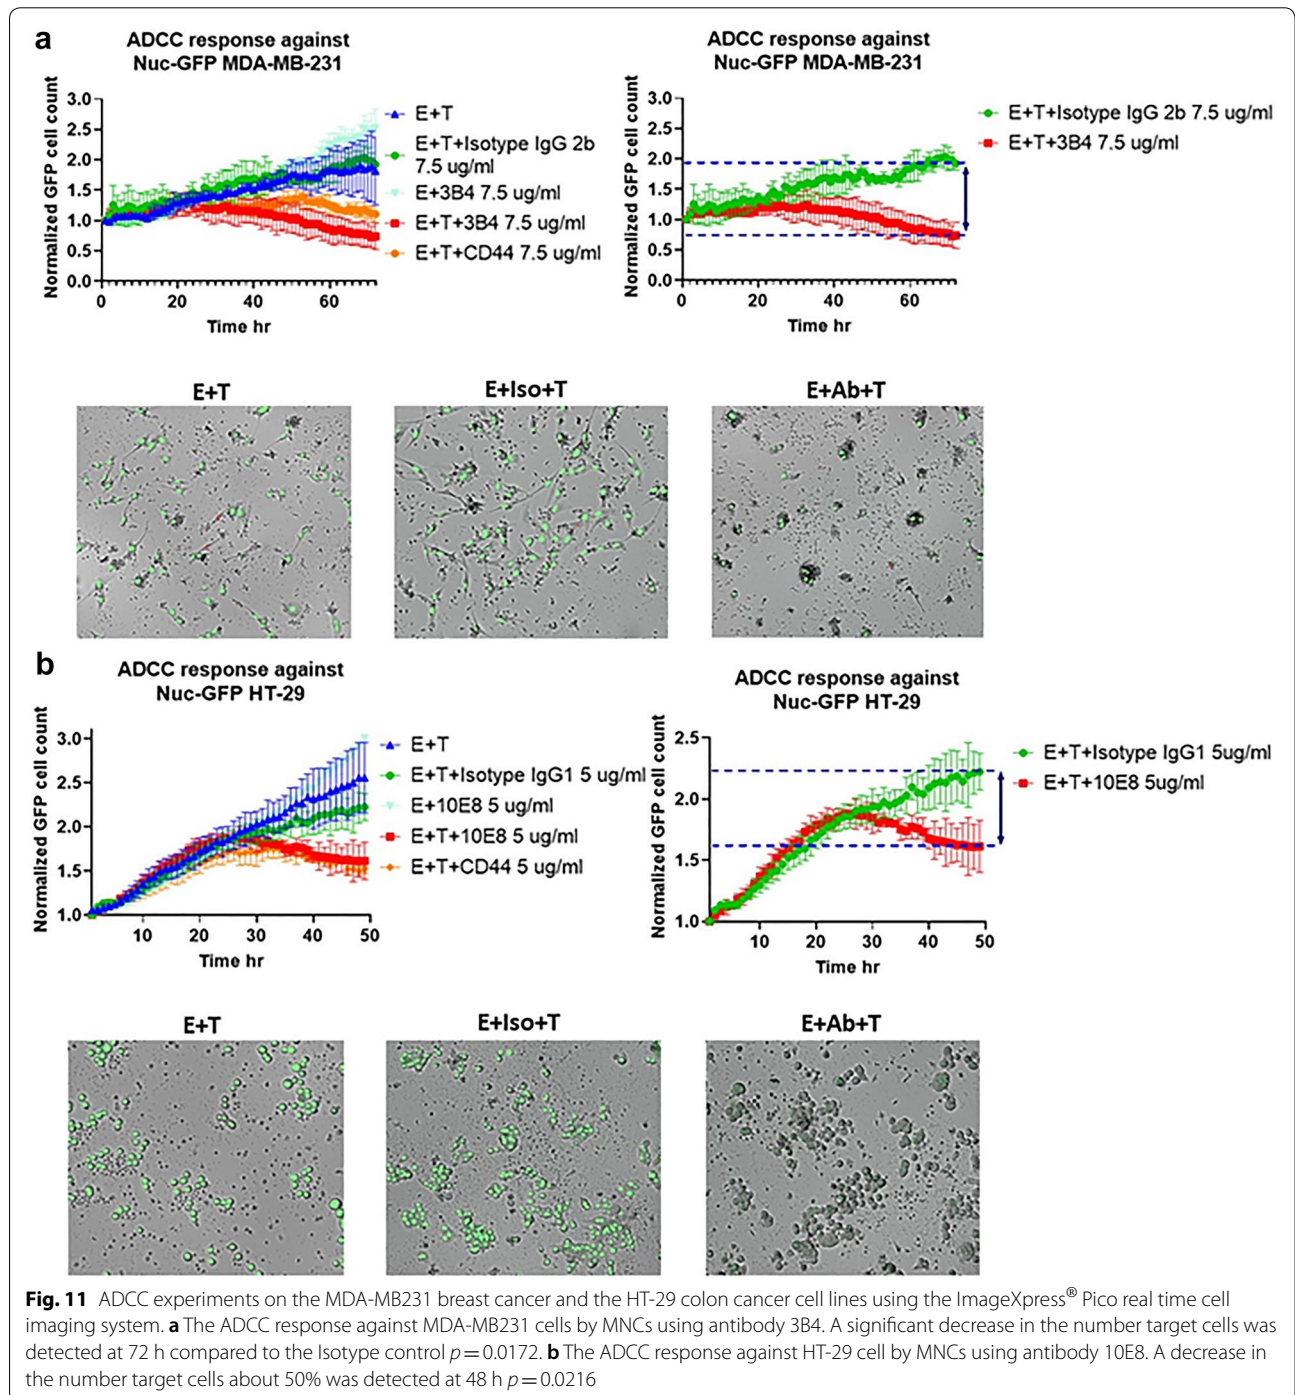 a
ADCC response against
Nuc-GFP MDA-MB-231
Normalized GFP cell count
3.0
2.5
2.0
1.5
1.0
0.5
0.0
0
20
40
60
Time hr
E+T
E+T+Isotype IgG 2b
7.5 ug/ml
E+3B4 7.5 ug/ml
E+T+3B4 7.5 ug/ml
E+T+CD44 7.5 ug/ml
ADCC response against
Nuc-GFP MDA-MB-231
Normalized GFP cell count
3.0
2.5
2.0
1.5
1.0
0.5
0.0
0
20
40
60
Time hr
E+T+Isotype IgG 2b 7.5 ug/ml
E+T+3B4 7.5 ug/ml
E+T
E+Iso+T
E+Ab+T
b
ADCC response against
Nuc-GFP HT-29
Normalized GFP cell count
3.0
2.5
2.0
1.5
1.0
10
20
30
40
50
Time hr
E+T
E+T+Isotype IgG1 5 ug/ml
E+10E8 5 ug/ml
E+T+10E8 5 ug/ml
E+T+CD44 5 ug/ml
ADCC response against
Nuc-GFP HT-29
Normalized GFP cell count
2.5
2.0
1.5
1.0
10
20
30
40
50
Time hr
E+T+Isotype IgG1 5ug/ml
E+T+10E8 5ug/ml
E+T
E+Iso+T
E+Ab+T
Fig. 11 ADCC experiments on the MDA-MB231 breast cancer and the HT-29 colon cancer cell lines using the ImageXpress® Pico real time cell
imaging system. a The ADCC response against MDA-MB231 cells by MNCs using antibody 3B4. A significant decrease in the number target cells was
detected at 72 h compared to the Isotype control p = 0.0172. b The ADCC response against HT-29 cell by MNCs using antibody 10E8. A decrease in
the number target cells about 50% was detected at 48 h p = 0.0216